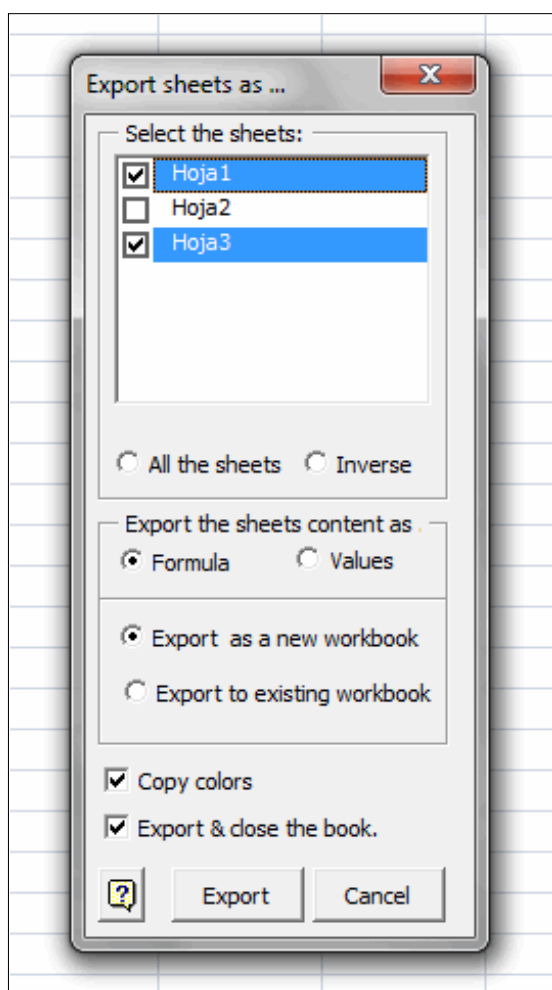 Export sheets as ...
Select the sheets:
Hoja1
Hoja2
Hoja3
All the sheets Inverse
Export the sheets content as .
Formula Values
Export as a new workbook
Export to existing workbook
Copy colors
Export & close the book.
? Export Cancel